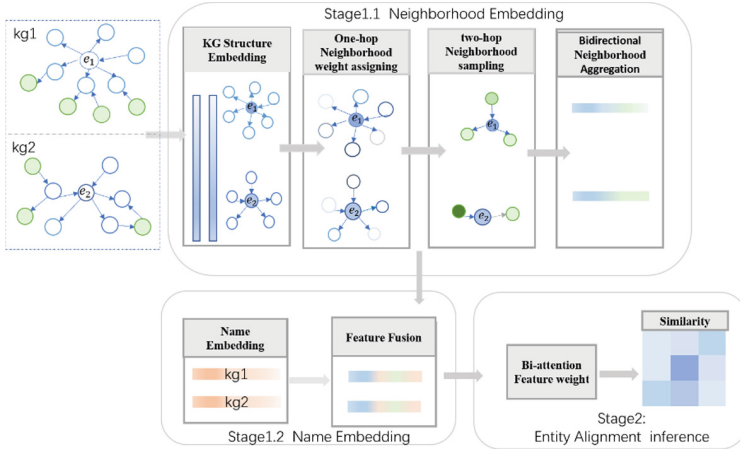 Stage1.1 Neighborhood Embedding
kg1
e1
kg2
e2
KG Structure
Embedding
e1
e2
One-hop
Neighborhood
weight assigning
e1
e2
two-hop
Neighborhood
sampling
e1
e2
Bidirectional
Neighborhood
Aggregation
Name
Embedding
kg1
kg2
Feature Fusion
Stage1.2 Name Embedding
Bi-attention
Feature weight
Similarity
Stage2:
Entity Alignment inference